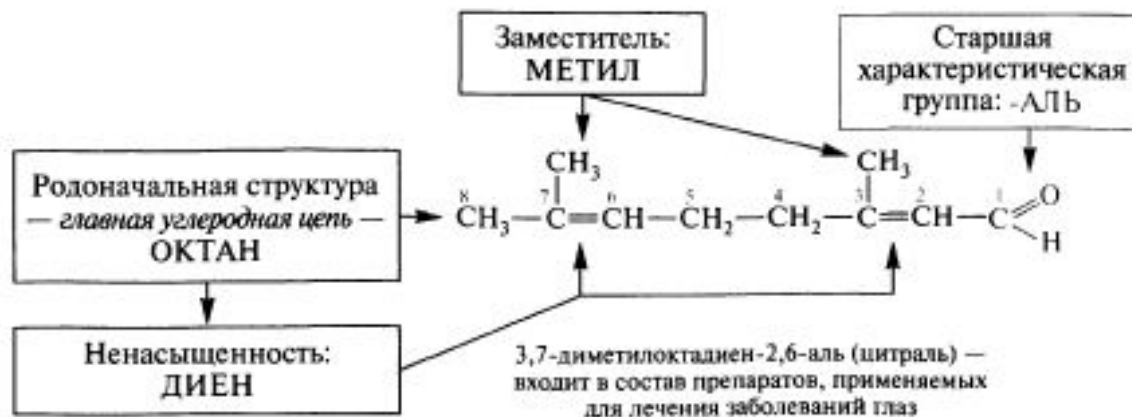 Заместитель:
МЕТИЛ
Старшая
характеристическая
группа: -АЛЬ
Родоначальная структура
— главная углеродная цепь —
ОКТАН
CH₃ CH₃
8 7 6 5 4 3 2 1
CH₃—C=CH—CH₂—CH₂—C=CH—C O
H
Ненасыщенность:
ДИЕН
3,7-диметилоктадиен-2,6-аль (цитраль) —
входит в состав препаратов, применяемых
для лечения заболеваний глаз